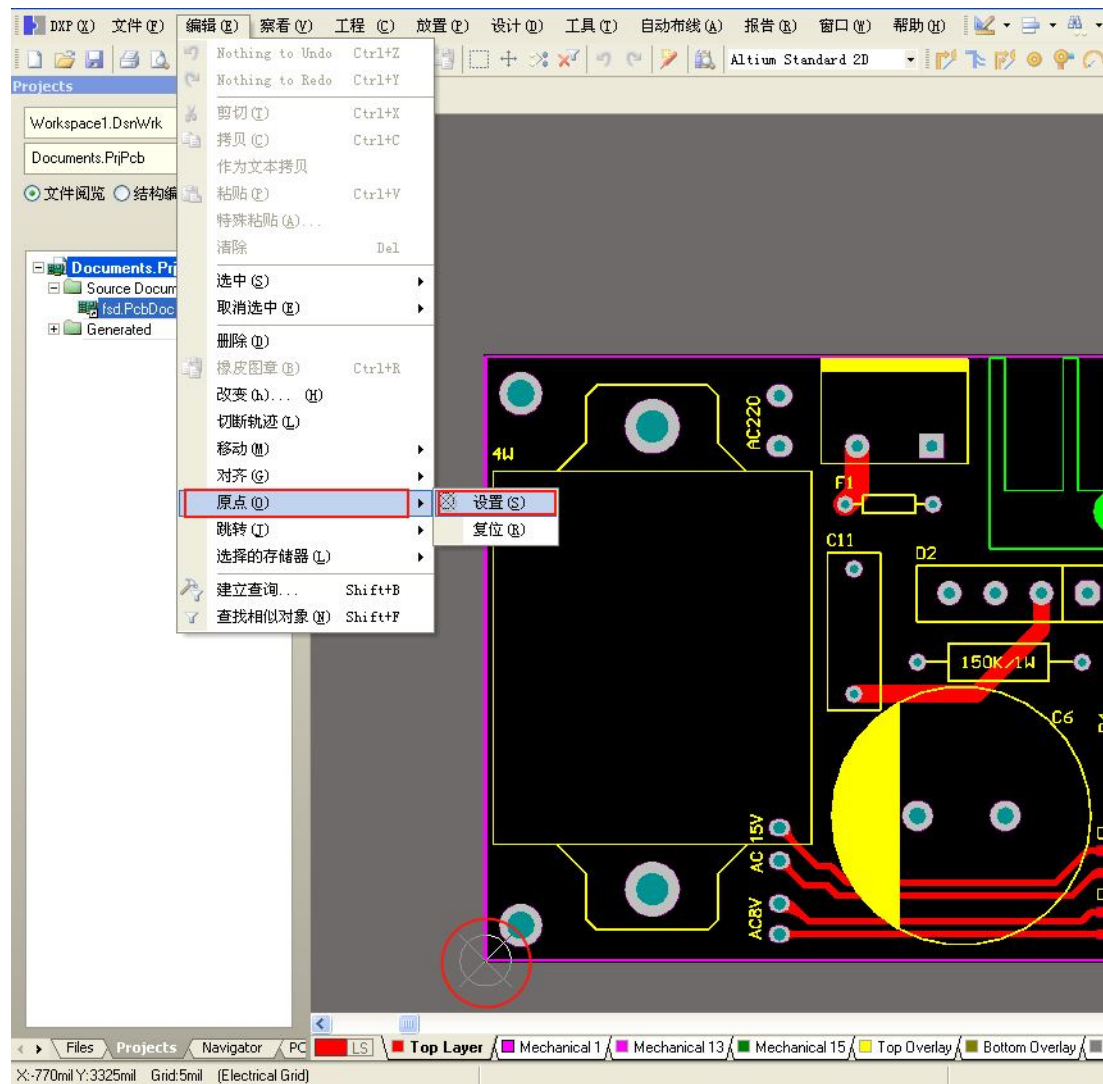 DXP (X) 文件 (F) 编辑 (E) 察看 (V) 工程 (C) 放置 (P) 设计 (D) 工具 (T) 自动布线 (A) 报告 (R) 窗口 (W) 帮助 (H)
Altium Standard 2D
Projects
Workspace1.DsnWrk
Documents.PrjPcb
文件阅览 结构编
Documents.Prj
Source Docum
fsd.PcbDoc
Generated
Nothing to Undo Ctrl+Z
Nothing to Redo Ctrl+Y
剪切 (T) Ctrl+X
拷贝 (C) Ctrl+C
作为文本拷贝
粘贴 (P) Ctrl+V
特殊粘贴 (A)...
清除 Del
选中 (S)
取消选中 (E)
删除 (D)
橡皮图章 (B) Ctrl+R
改变 (h)... (H)
切断轨迹 (L)
移动 (M)
对齐 (G)
原点 (O)
设置 (S)
跳转 (J)
复位 (R)
选择的存储器 (L)
建立查询... Shift+B
查找相似对象 (N) Shift+F
4W
AC220
F1
C11
D2
150K/1W
C6
AC 15V
AC8V
Files Projects Navigator PC
LS Top Layer Mechanical 1 Mechanical 13 Mechanical 15 Top Overlay Bottom Overlay
X:-770mil Y:3325mil Grid:5mil (Electrical Grid)